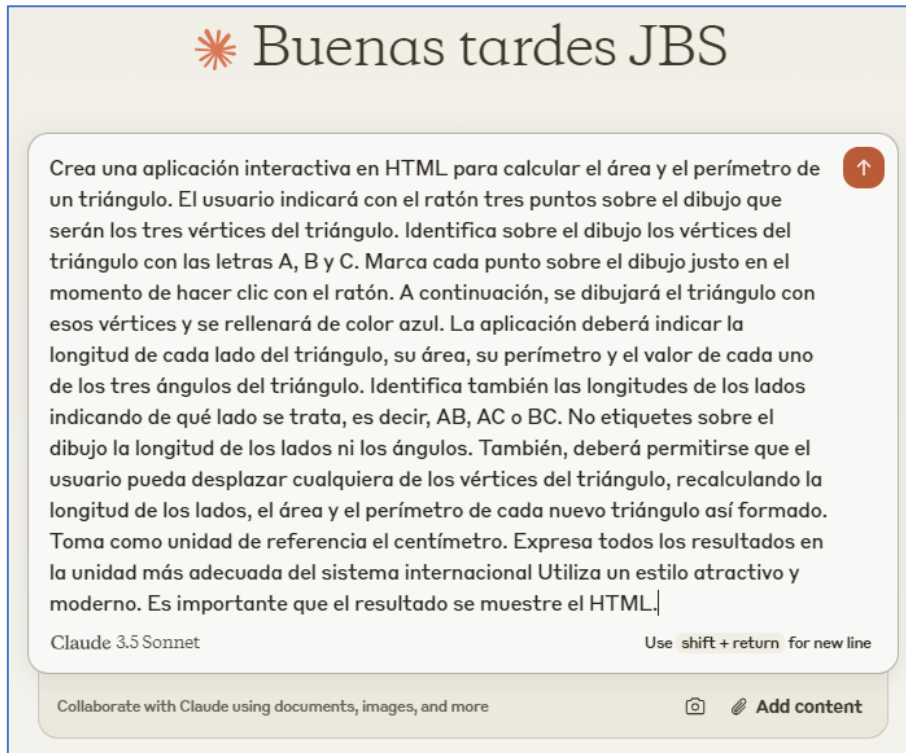 Buenas tardes JBS
Crea una aplicación interactiva en HTML para calcular el área y el perímetro de
un triángulo. El usuario indicará con el ratón tres puntos sobre el dibujo que
serán los tres vértices del triángulo. Identifica sobre el dibujo los vértices del
triángulo con las letras A, B y C. Marca cada punto sobre el dibujo justo en el
momento de hacer clic con el ratón. A continuación, se dibujará el triángulo con
esos vértices y se rellenará de color azul. La aplicación deberá indicar la
longitud de cada lado del triángulo, su área, su perímetro y el valor de cada uno
de los tres ángulos del triángulo. Identifica también las longitudes de los lados
indicando de qué lado se trata, es decir, AB, AC o BC. No etiquetes sobre el
dibujo la longitud de los lados ni los ángulos. También, deberá permitirse que el
usuario pueda desplazar cualquiera de los vértices del triángulo, recalculando la
longitud de los lados, el área y el perímetro de cada nuevo triángulo así formado.
Toma como unidad de referencia el centímetro. Expresa todos los resultados en
la unidad más adecuada del sistema internacional Utiliza un estilo atractivo y
moderno. Es importante que el resultado se muestre el HTML.
Claude 3.5 Sonnet Use shift + return for new line
Collaborate with Claude using documents, images, and more Add content